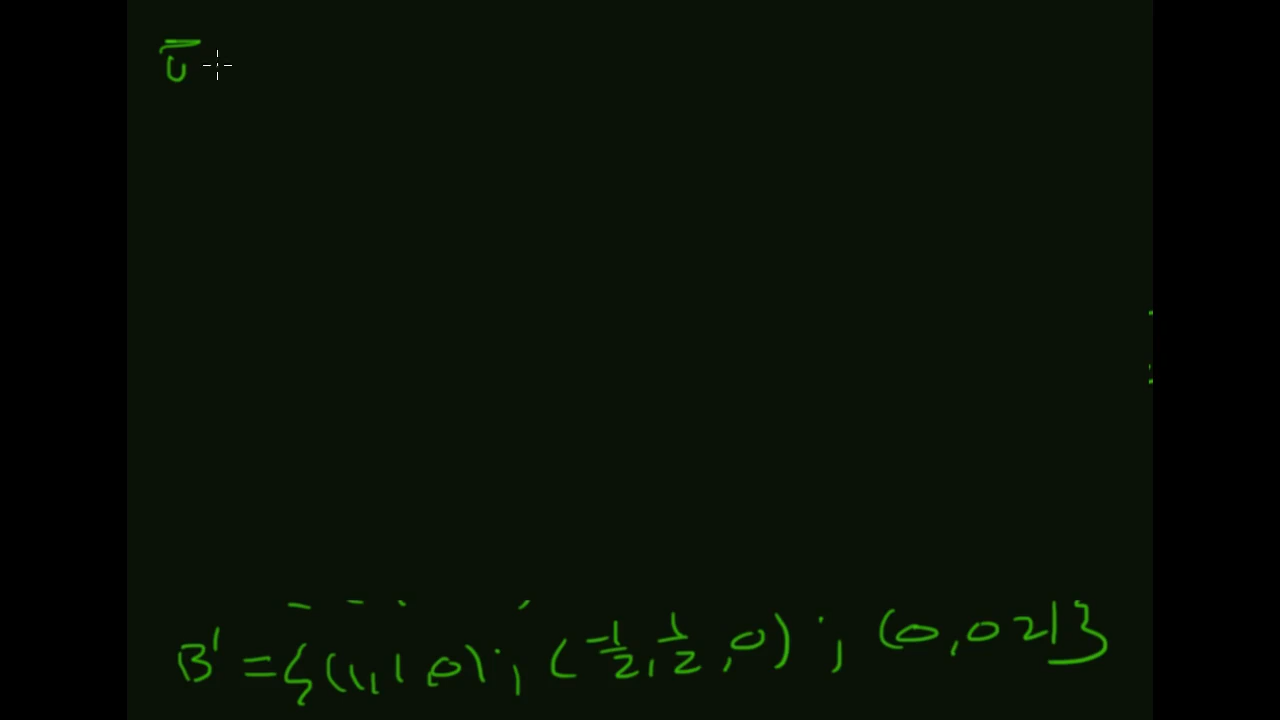 ū
B' = {(1,1,0); (-1/2, 1/2, 0); (0,0 2)}